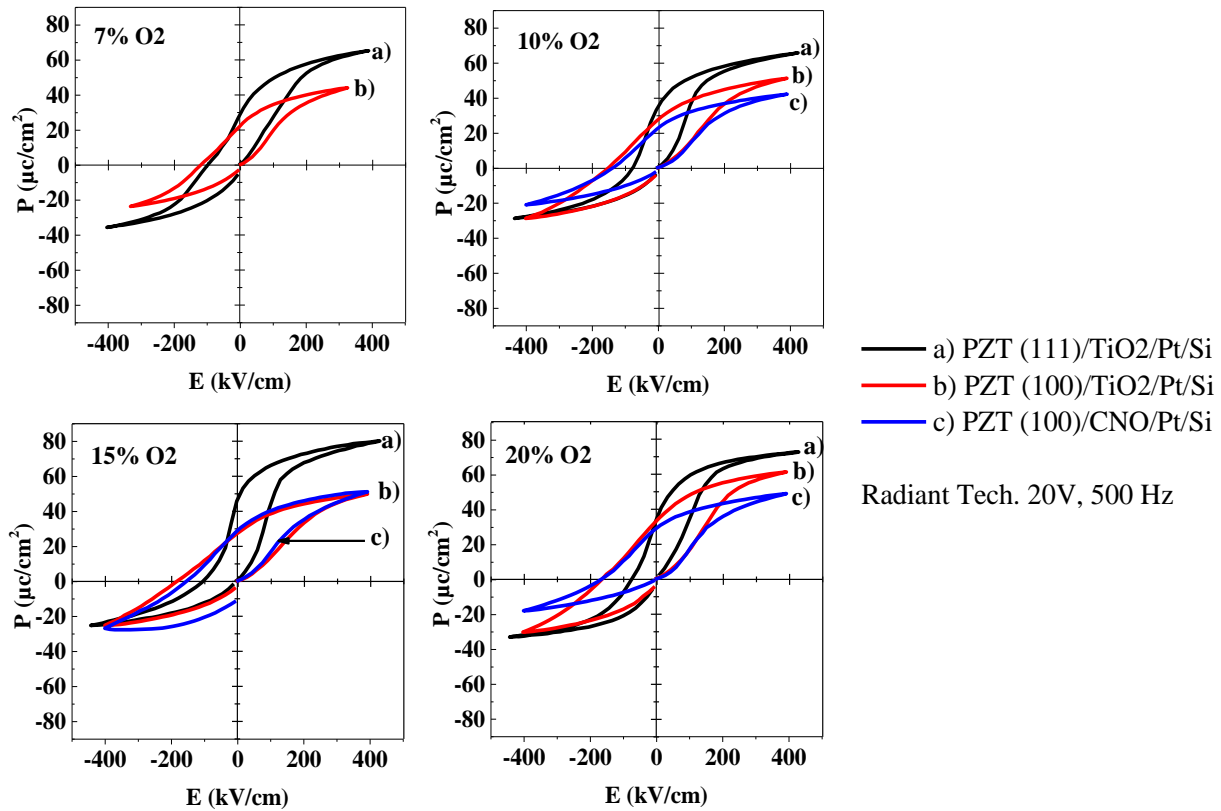 7% O2
a)
b)
P (µc/cm²)
80
60
40
20
0
-20
-40
-60
-80
-400 -200 0 200 400
E (kV/cm)
10% O2
a)
b)
c)
P (µc/cm²)
80
60
40
20
0
-20
-40
-60
-80
-400 -200 0 200 400
E (kV/cm)
a) PZT (111)/TiO2/Pt/Si
b) PZT (100)/TiO2/Pt/Si
c) PZT (100)/CNO/Pt/Si
Radiant Tech. 20V, 500 Hz
15% O2
a)
b)
c)
P (µc/cm²)
80
60
40
20
0
-20
-40
-60
-80
-400 -200 0 200 400
E (kV/cm)
20% O2
a)
b)
c)
P (µc/cm²)
80
60
40
20
0
-20
-40
-60
-80
-400 -200 0 200 400
E (kV/cm)